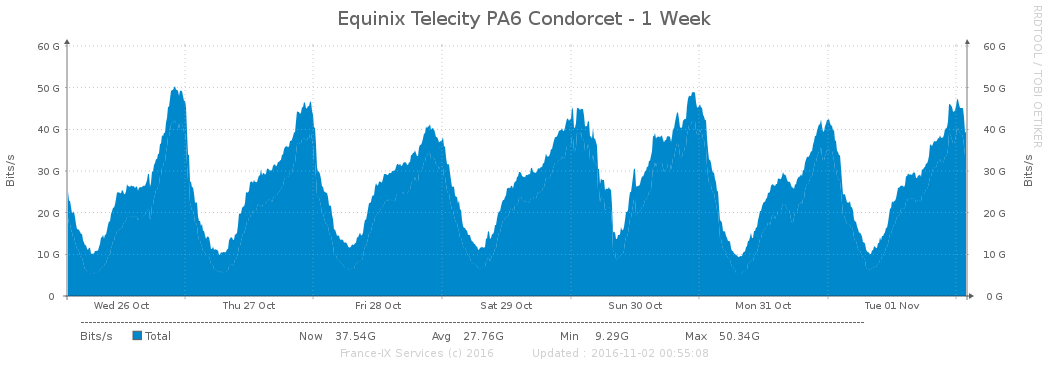 Equinix Telecity PA6 Condorcet - 1 Week
RRDTOOL / TOBI OETIKER
Bits/s
60 G
50 G
40 G
30 G
20 G
10 G
0
60 G
50 G
40 G
30 G
20 G
10 G
0 G
Bits/s
Wed 26 Oct Thu 27 Oct Fri 28 Oct Sat 29 Oct Sun 30 Oct Mon 31 Oct Tue 01 Nov
Bits/s Total Now 37.54G Avg 27.76G Min 9.29G Max 50.34G
France-IX Services (c) 2016 Updated : 2016-11-02 00:55:08